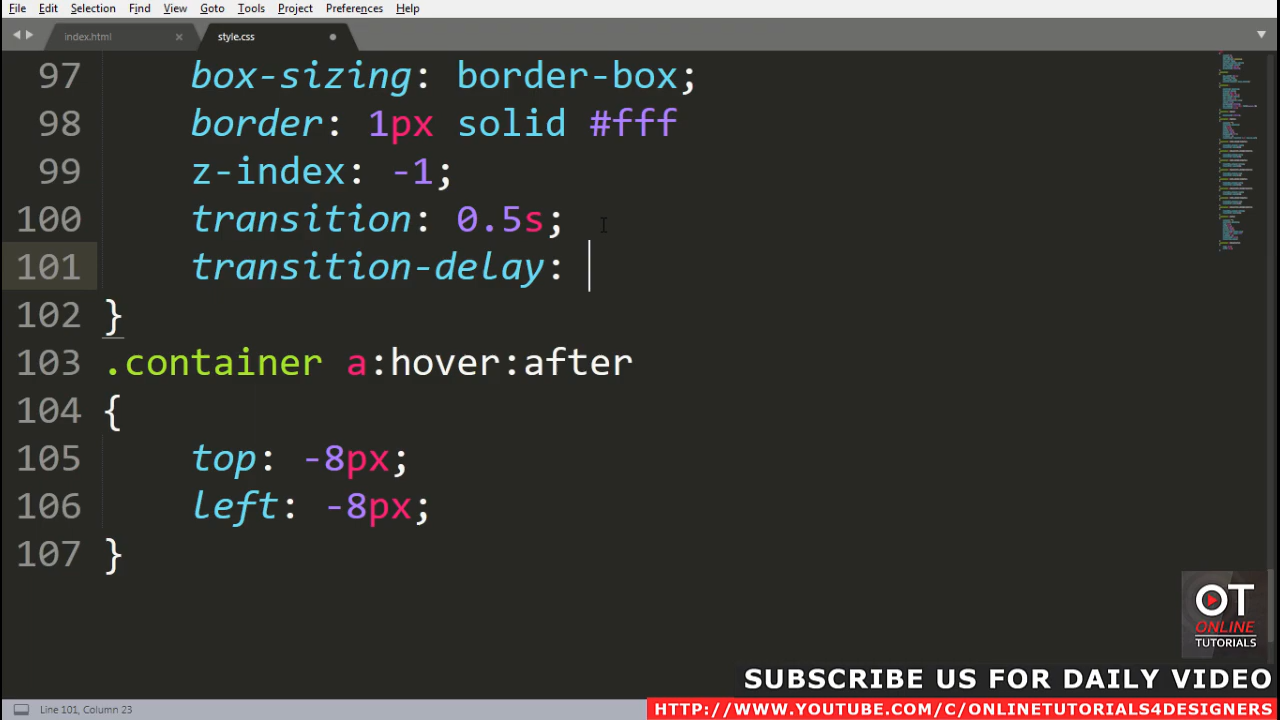 File Edit Selection Find View Goto Tools Project Preferences Help
index.html × style.css
97 box-sizing: border-box;
98 border: 1px solid #fff
99 z-index: -1;
100 transition: 0.5s;
101 transition-delay:
102 }
103 .container a:hover:after
104 {
105 top: -8px;
106 left: -8px;
107 }
OT
ONLINE
TUTORIALS
SUBSCRIBE US FOR DAILY VIDEO
Line 101, Column 23
HTTP://WWW.YOUTUBE.COM/C/ONLINETUTORIALS4DESIGNERS